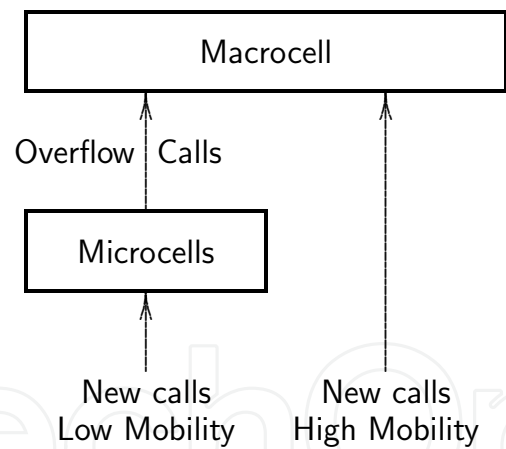 Macrocell
Overflow Calls
Microcells
New calls
Low Mobility
New calls
High Mobility